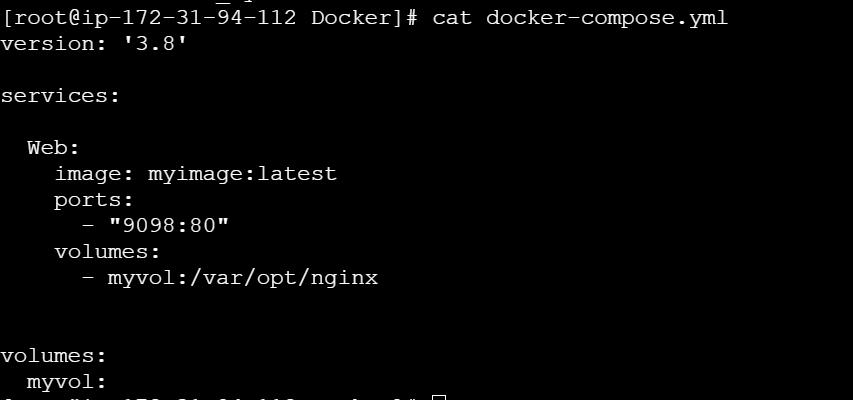 [root@ip-172-31-94-112 Docker]# cat docker-compose.yml
version: '3.8'
services:
Web:
image: myimage:latest
ports:
- "9098:80"
volumes:
- myvol:/var/opt/nginx
volumes:
myvol: